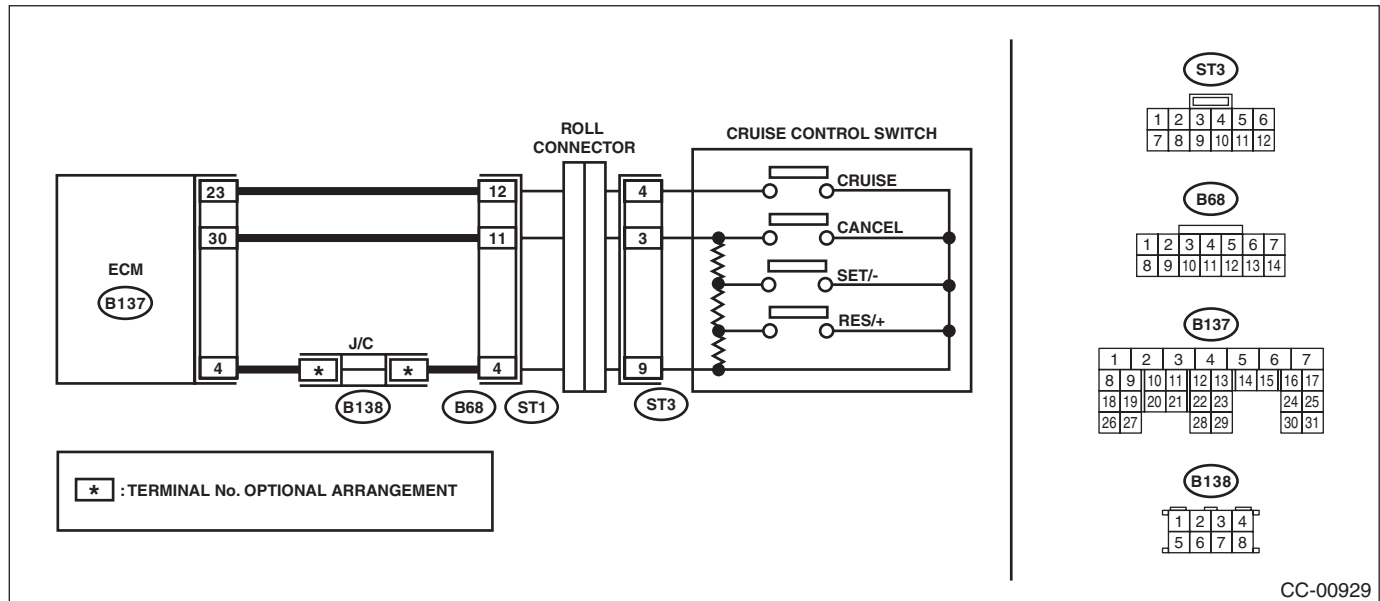 ROLL
CONNECTOR
CRUISE CONTROL SWITCH
23
12
4
CRUISE
30
11
3
CANCEL
ECM
B137
SET/-
RES/+
J/C
4
*
*
4
9
B138
B68
ST1
ST3
* : TERMINAL No. OPTIONAL ARRANGEMENT
ST3
1 2 3 4 5 6
7 8 9 10 11 12
B68
1 2 3 4 5 6 7
8 9 10 11 12 13 14
B137
1 2 3 4 5 6 7
8 9 10 11 12 13 14 15 16 17
18 19 20 21 22 23 24 25
26 27 28 29 30 31
B138
1 2 3 4
5 6 7 8
CC-00929